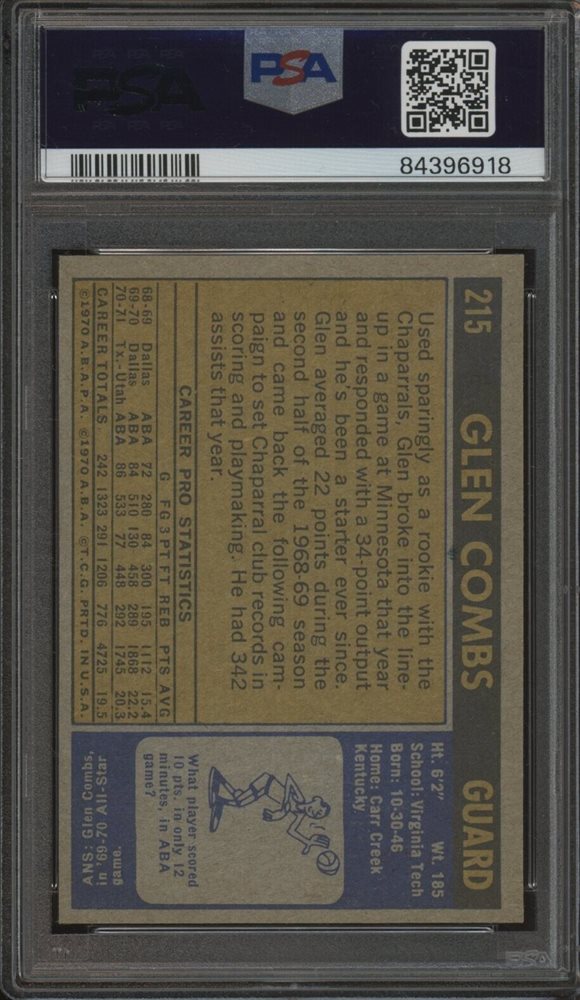 PSA
PSA
84396918
215 GLEN COMBS GUARD
Used sparingly as a rookie with the
Chaparrals, Glen broke into the line-
up in a game at Minnesota that year
and responded with a 34-point output
and he's been a starter ever since.
Glen averaged 22 points during the
second half of the 1968-69 season
and came back the following cam-
paign to set Chaparral club records in
scoring and playmaking. He had 342
assists that year.
CAREER PRO STATISTICS
G FG 3PT FT REB PTS AVG
68-69 Dallas ABA 72 280 84 300 195 1112 15.4
69-70 Dallas ABA 84 510 130 458 289 1868 22.2
70-71 Tx.-Utah ABA 86 533 77 448 292 1745 20.3
CAREER TOTALS 242 1323 291 1206 776 4725 19.5
©1970 A.B.A.P.A. ©1970 A.B.A. ©T.C.G. PRTD. IN U.S.A.
Ht. 6'2" Wt. 185
School: Virginia Tech
Born: 10-30-46
Home: Carr Creek
Kentucky
What player scored
10 pts. in only 12
minutes, in ABA
game?
ANS: Glen Combs,
in '69-70 All-Star
game.
PSA